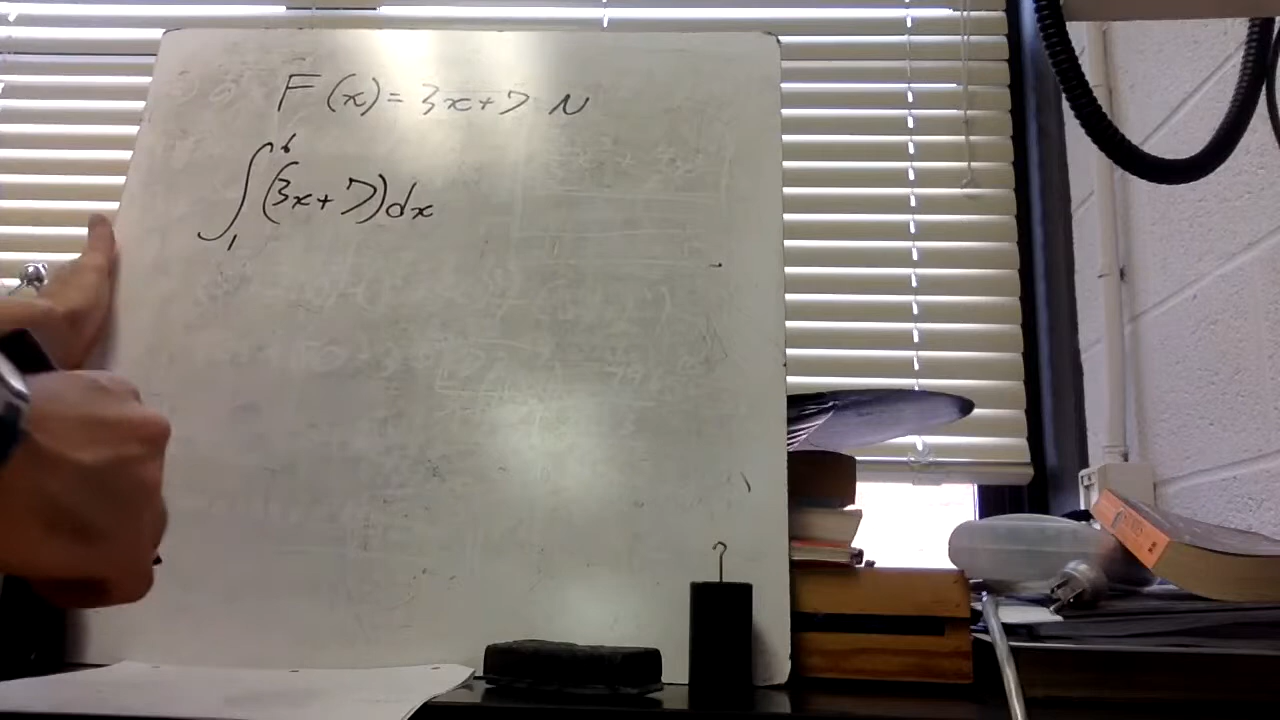 F(x) = 3x+7 N
∫₁⁶ (3x+7)dx